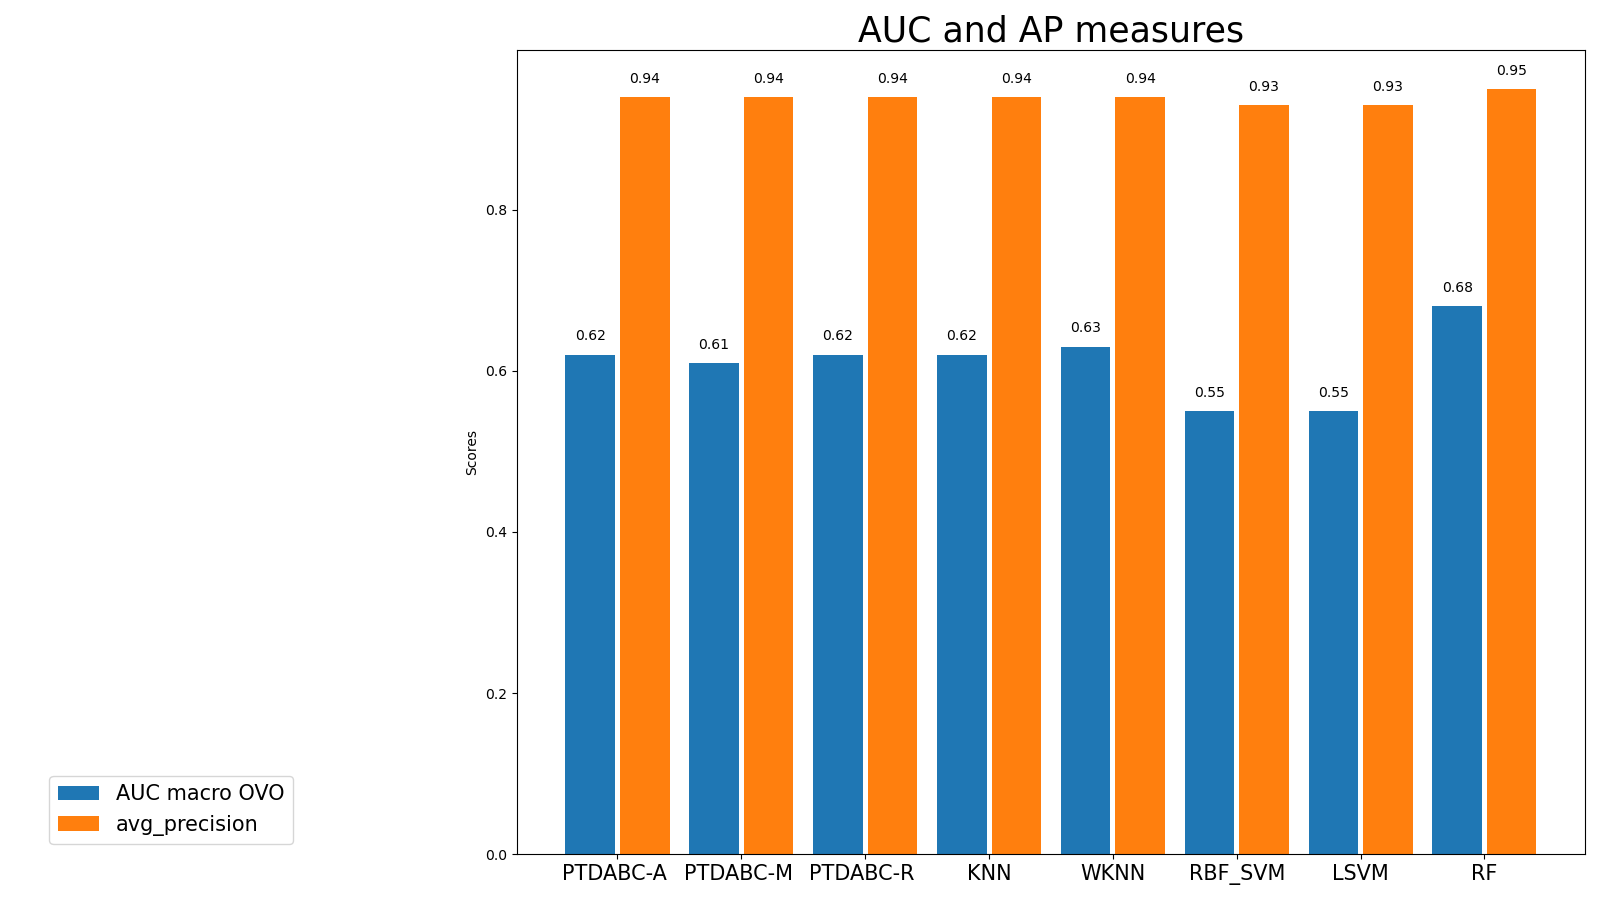 AUC and AP measures
0.94 0.94 0.94 0.94 0.94 0.93 0.93 0.95
0.62 0.61 0.62 0.62 0.63 0.55 0.55 0.68
0.8
0.6
0.4
0.2
0.0
Scores
PTDABC-A PTDABC-M PTDABC-R KNN WKNN RBF_SVM LSVM RF
AUC macro OVO
avg_precision